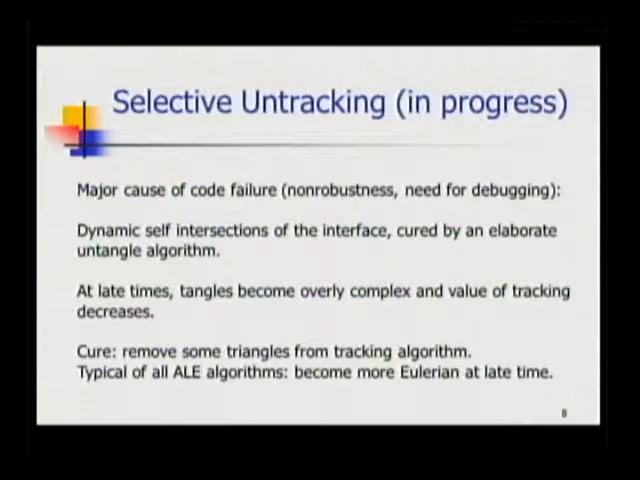 Selective Untracking (in progress)
Major cause of code failure (nonrobustness, need for debugging):
Dynamic self intersections of the interface, cured by an elaborate
untangle algorithm.
At late times, tangles become overly complex and value of tracking
decreases.
Cure: remove some triangles from tracking algorithm.
Typical of all ALE algorithms: become more Eulerian at late time.
8